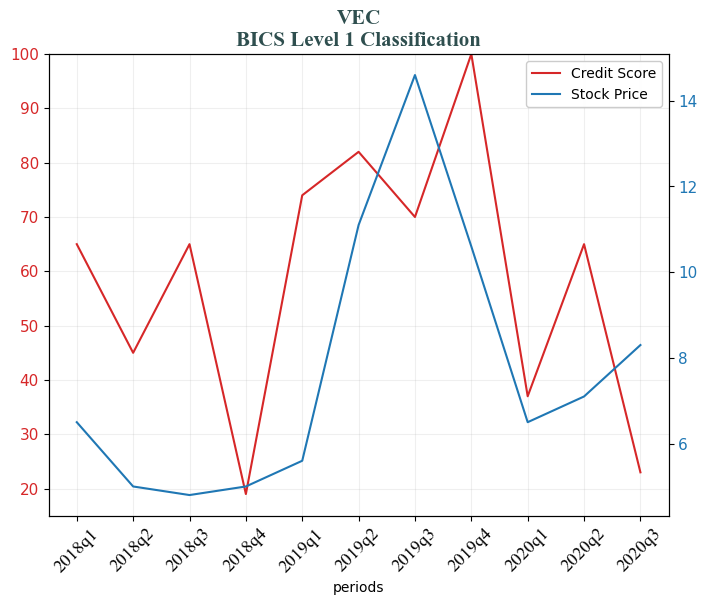 VEC
BICS Level 1 Classification
Credit Score
Stock Price
100
100
90
80
70
60
50
40
30
20
14
12
10
8
6
2018q1
2018q2
2018q3
2018q4
2019q1
2019q2
2019q3
2019q4
2020q1
2020q2
2020q3
periods